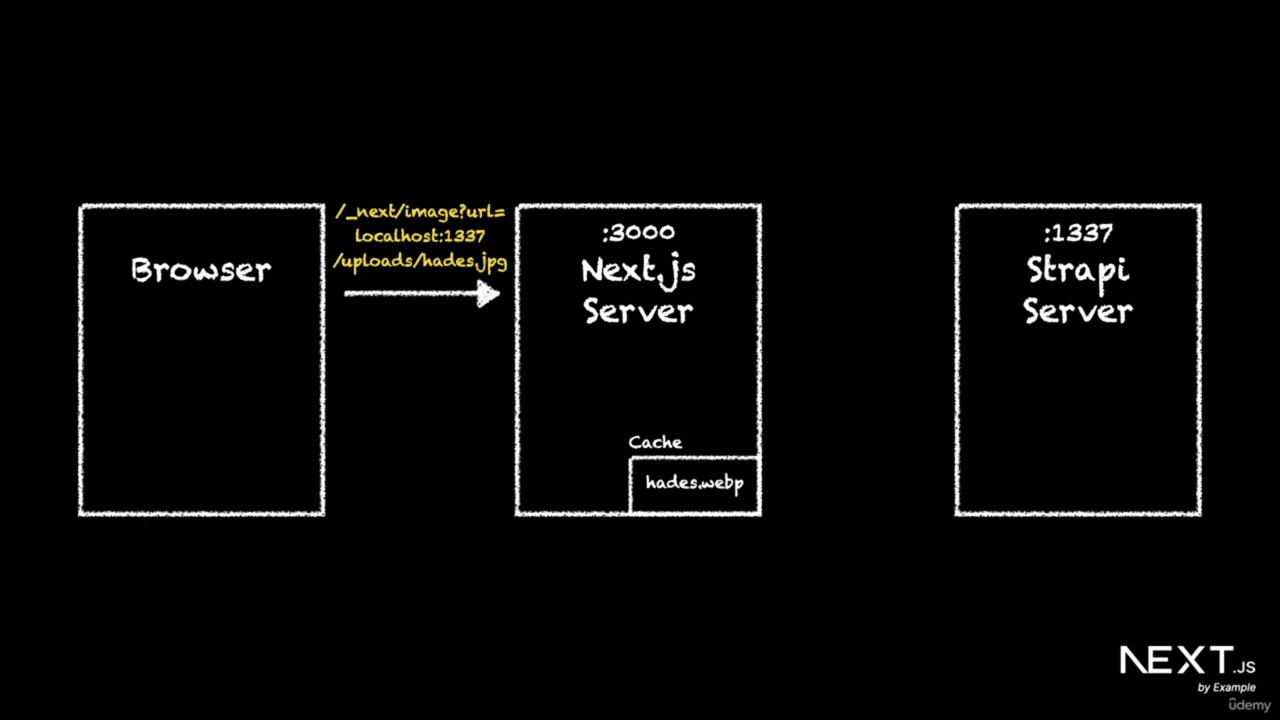 Browser
/_next/image?url=
localhost:1337
/uploads/hades.jpg
:3000
Next.js
Server
Cache
hades.webp
:1337
Strapi
Server
NEXT.JS
by Example
ûdemy